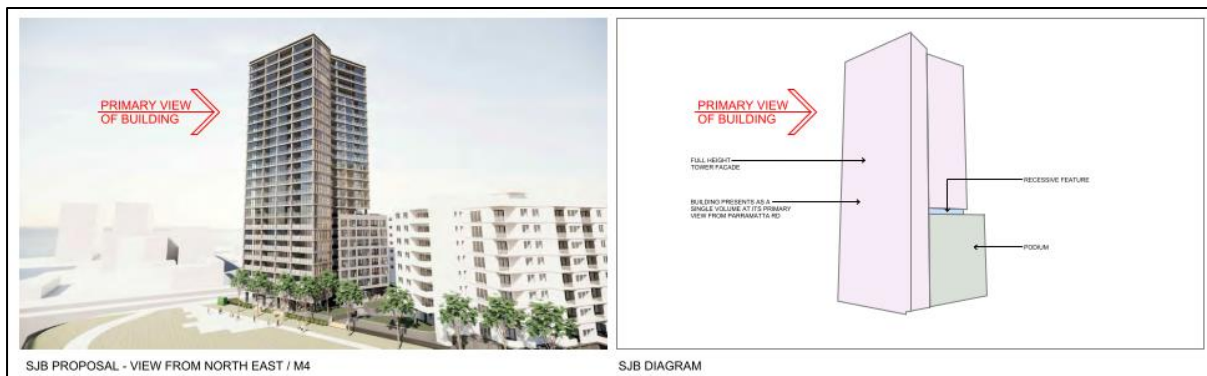 PRIMARY VIEW
OF BUILDING
SJB PROPOSAL - VIEW FROM NORTH EAST / M4
PRIMARY VIEW
OF BUILDING
FULL HEIGHT
TOWER FACADE
BUILDING PRESENTS AS A
SINGLE VOLUME AT ITS PRIMARY
VIEW FROM PARRAMATTA RD
RECESSIVE FEATURE
PODIUM
SJB DIAGRAM